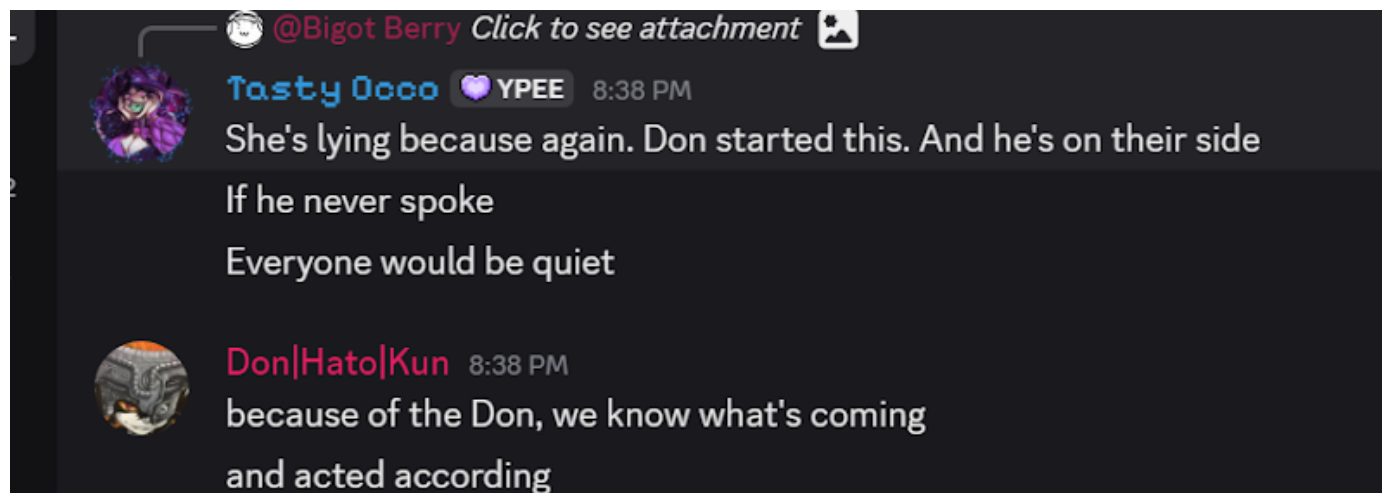 @Bigot Berry Click to see attachment
Tasty Occo YPEE 8:38 PM
She's lying because again. Don started this. And he's on their side
If he never spoke
Everyone would be quiet
Don|Hato|Kun 8:38 PM
because of the Don, we know what's coming
and acted according